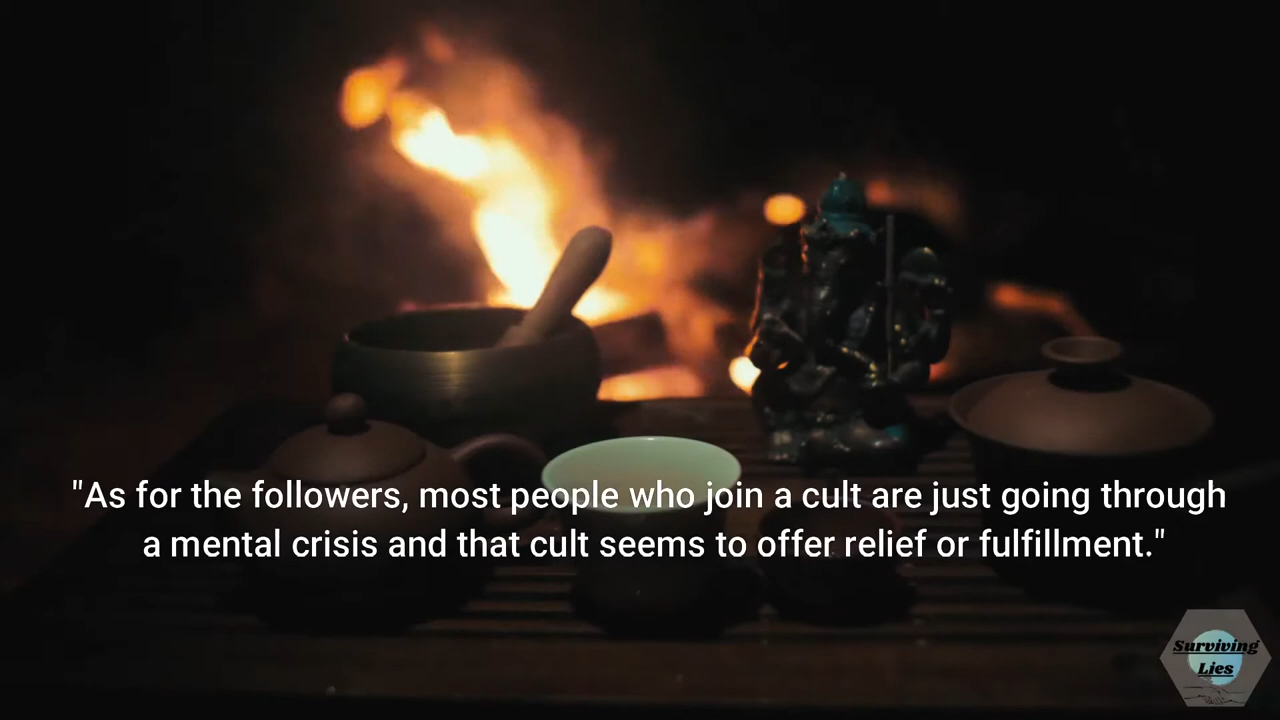 "As for the followers, most people who join a cult are just going through
a mental crisis and that cult seems to offer relief or fulfillment."
Surviving
Lies